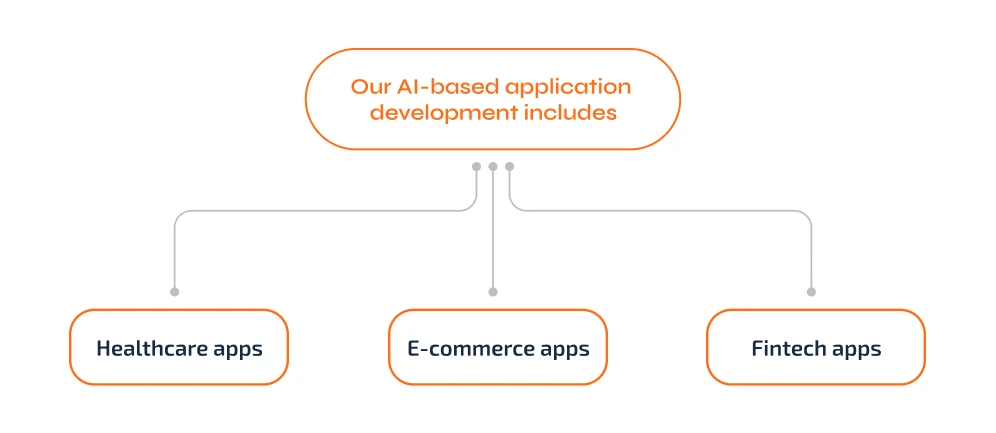 Our AI-based application
development includes
Healthcare apps
E-commerce apps
Fintech apps